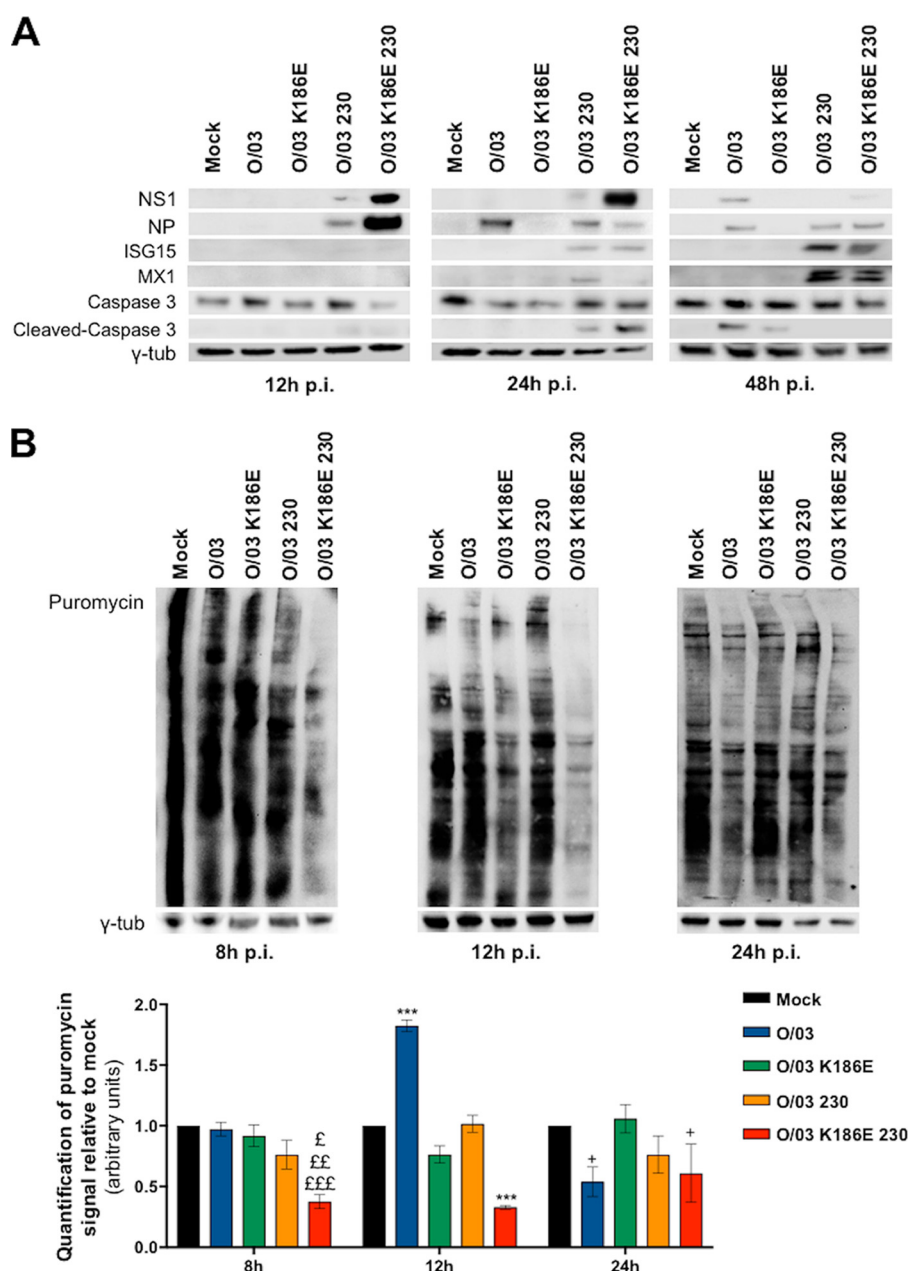 A
Mock
O/03
O/03 K186E
O/03 230
O/03 K186E 230
Mock
O/03
O/03 K186E
O/03 230
O/03 K186E 230
Mock
O/03
O/03 K186E
O/03 230
O/03 K186E 230
NS1
NP
ISG15
MX1
Caspase 3
Cleaved-Caspase 3
γ-tub
12h p.i.
24h p.i.
48h p.i.
B
Mock
O/03
O/03 K186E
O/03 230
O/03 K186E 230
Mock
O/03
O/03 K186E
O/03 230
O/03 K186E 230
Mock
O/03
O/03 K186E
O/03 230
O/03 K186E 230
Puromycin
γ-tub
8h p.i.
12h p.i.
24h p.i.
Quantification of puromycin
signal relative to mock
(arbitrary units)
2.0
1.5
1.0
0.5
0.0
£
££
£££
***
***
+
+
8h
12h
24h
Mock
O/03
O/03 K186E
O/03 230
O/03 K186E 230